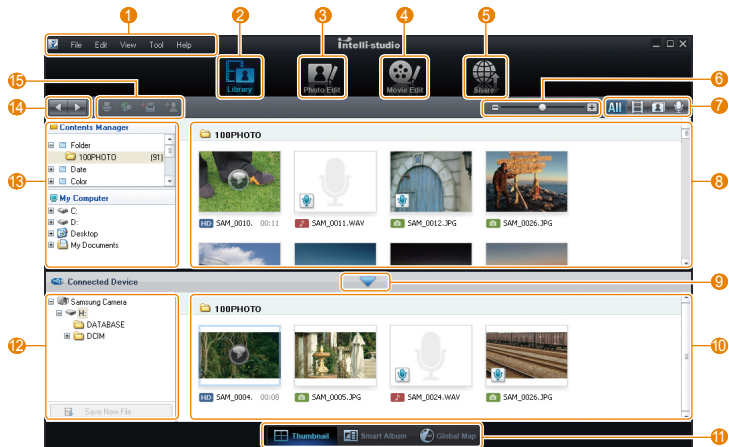 1
2
3
4
5
File Edit View Tool Help
intelli-studio
Library
Photo Edit
Movie Edit
Share
15
6
14
All
7
Contents Manager
Folder
100PHOTO (91)
Date
Color
13
My Computer
C:
D:
Desktop
My Documents
100PHOTO
HD SAM_0010. 00:11
SAM_0011.WAV
SAM_0012.JPG
SAM_0026.JPG
8
Connected Device
9
Samsung Camera
H:
DATABASE
DCIM
12
Save New File
100PHOTO
HD SAM_0004. 00:08
SAM_0005.JPG
SAM_0024.WAV
SAM_0026.JPG
10
Thumbnail
Smart Album
Global Map
11